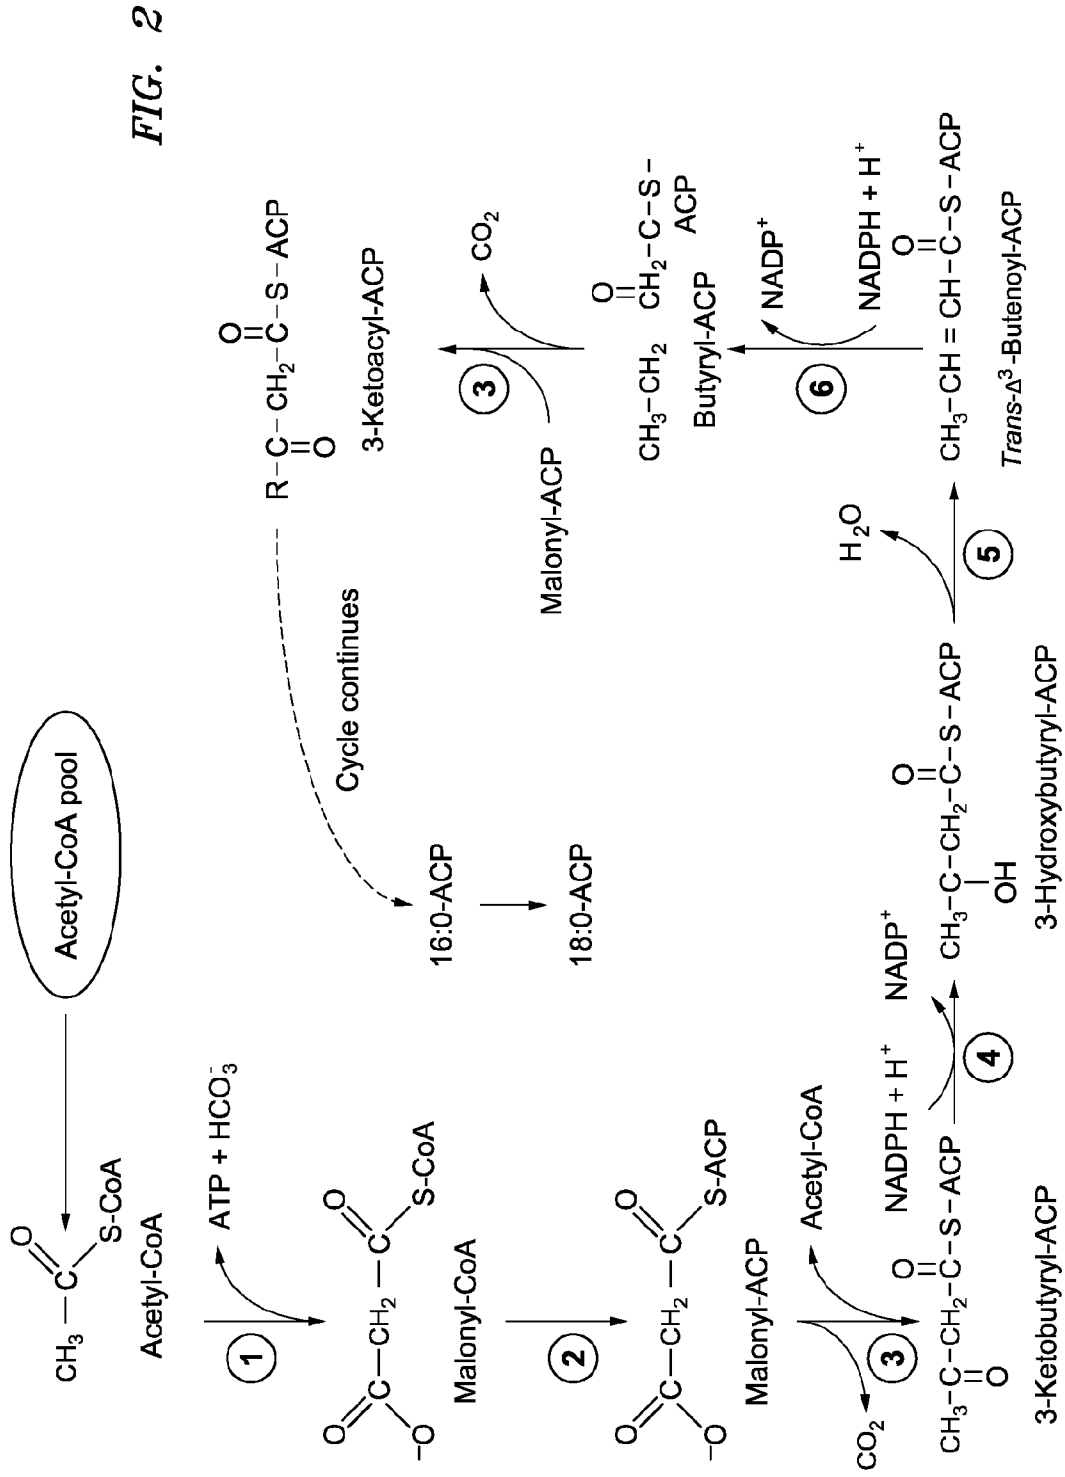 FIG. 2
Acetyl-CoA pool
O
CH3—C
S-CoA
Acetyl-CoA
1
ATP + HCO3-
O O
C—CH2—C
-O S-CoA
Malonyl-CoA
2
O O
C—CH2—C
-O S-ACP
Malonyl-ACP
3
CO2
Acetyl-CoA
O
CH3–C–CH2–C–S–ACP
O
3-Ketobutyryl-ACP
4
NADPH + H+
NADP+
O
CH3–C–CH2–C–S–ACP
OH
3-Hydroxybutyryl-ACP
5
H2O
O
CH3–CH=CH–C–S–ACP
Trans-Δ3-Butenoyl-ACP
6
NADPH + H+
NADP+
O
CH3–CH2 CH2–C–S–
ACP
Butyryl-ACP
3
Malonyl-ACP
CO2
O
R–C–CH2–C–S–ACP
O
3-Ketoacyl-ACP
Cycle continues
16:0-ACP
18:0-ACP